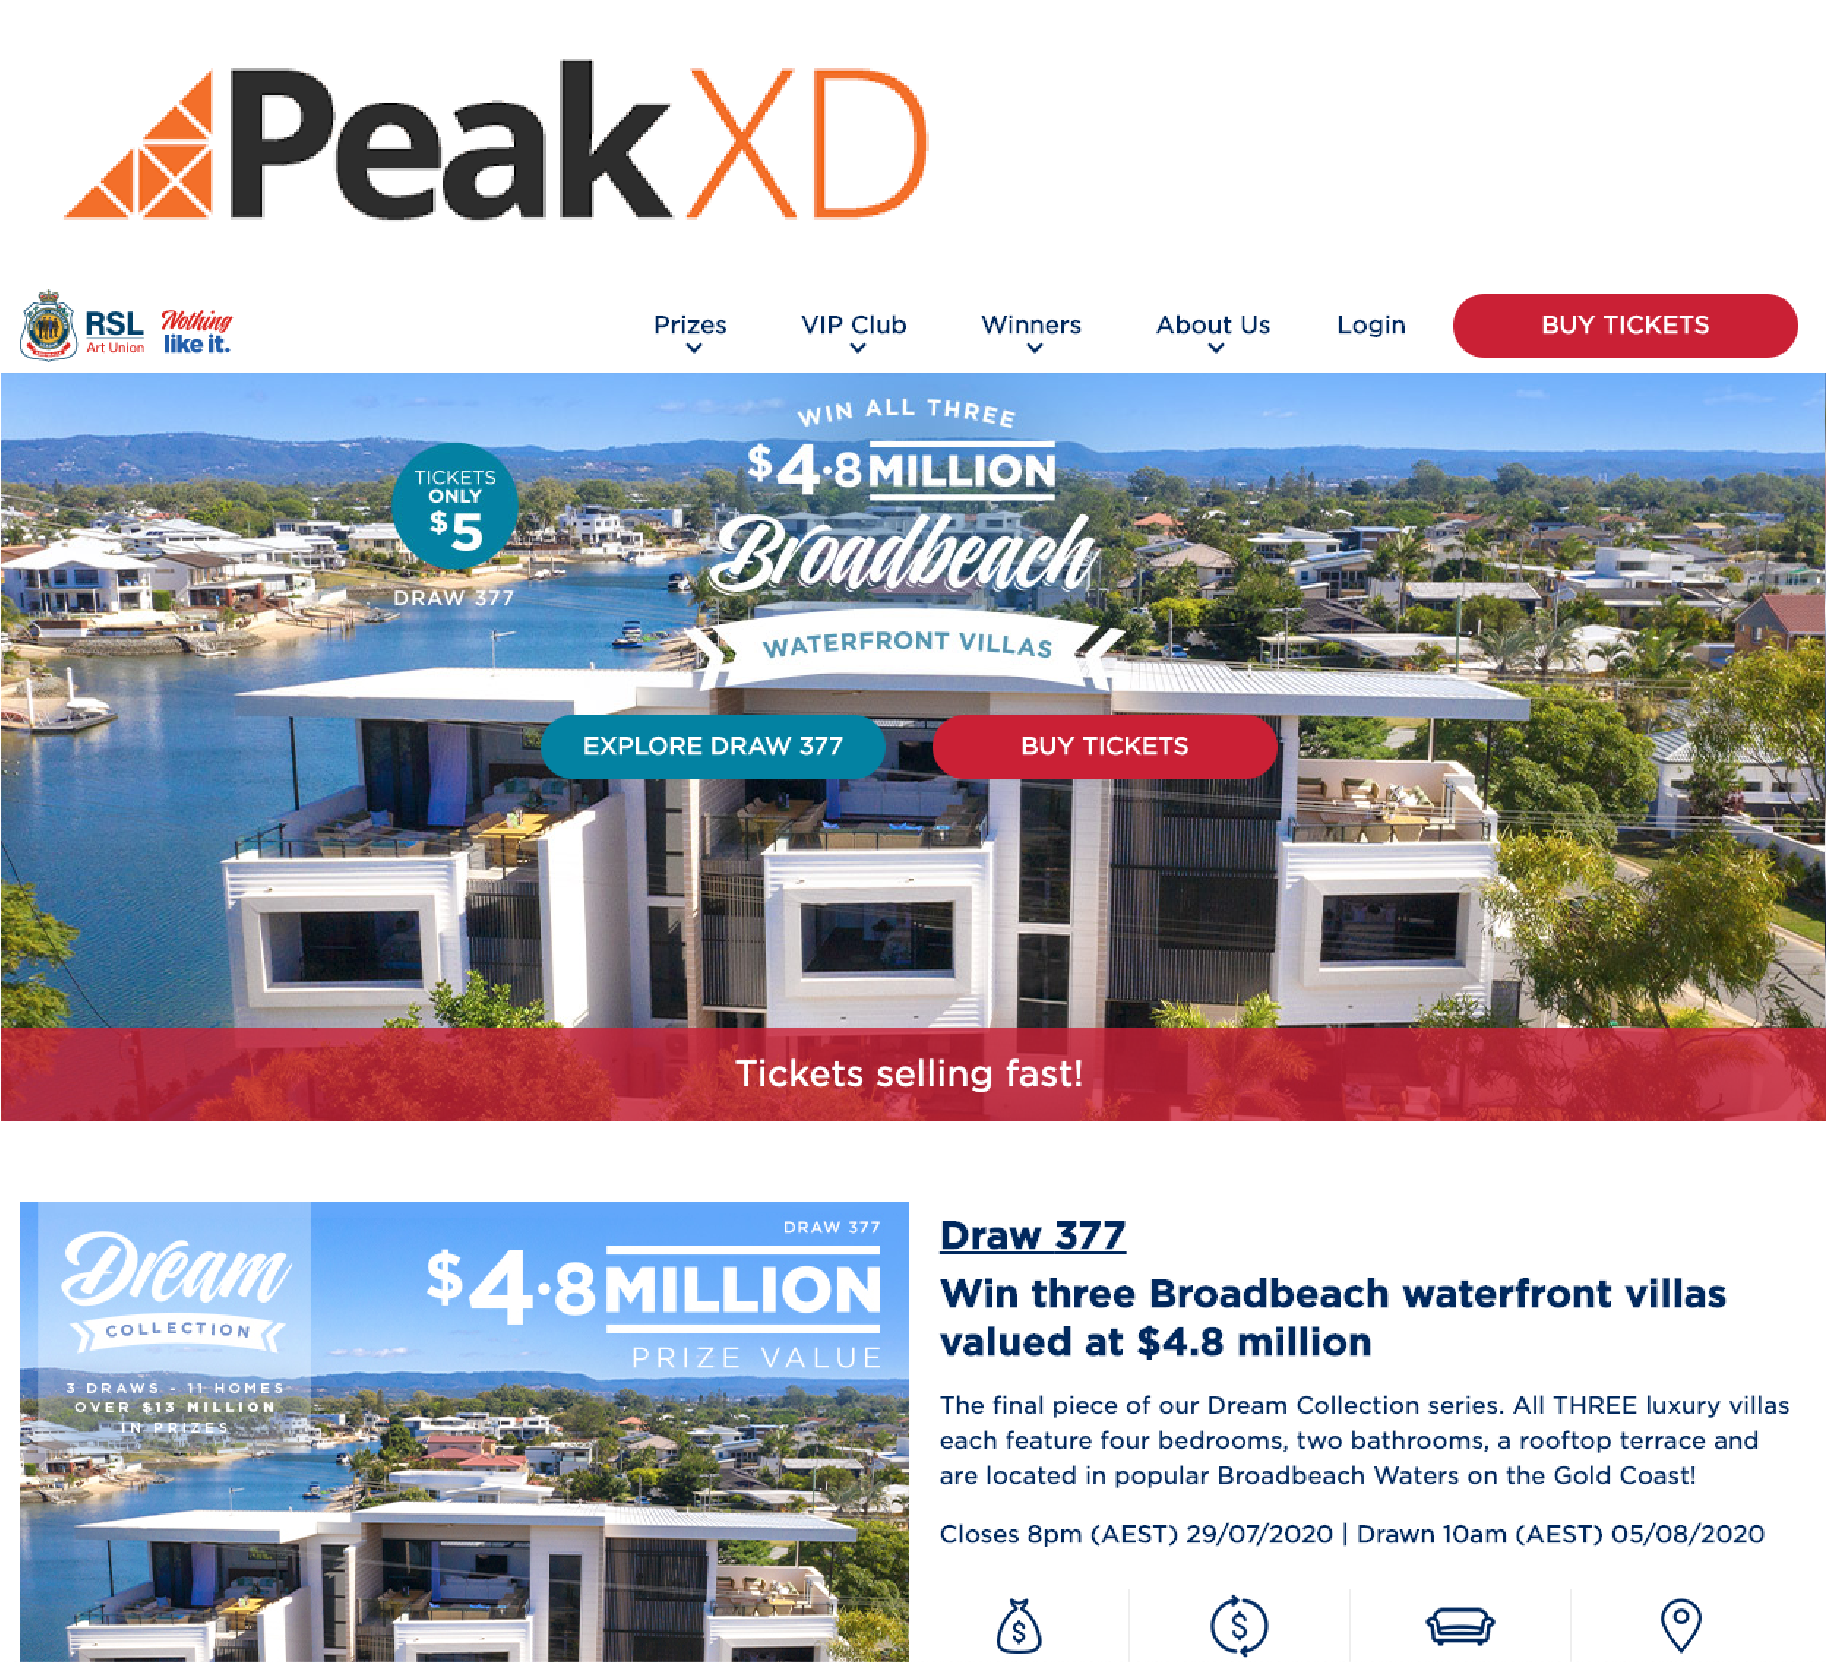 Peak XD
RSL
Art Union
Nothing
like it.
Prizes
VIP Club
Winners
About Us
Login
BUY TICKETS
WIN ALL THREE
$4.8 MILLION
Broadbeach
WATERFRONT VILLAS
TICKETS
ONLY
$5
DRAW 377
EXPLORE DRAW 377
BUY TICKETS
Tickets selling fast!
Dream
COLLECTION
3 DRAWS - 11 HOMES
OVER $13 MILLION
IN PRIZES
DRAW 377
$4.8 MILLION
PRIZE VALUE
Draw 377
Win three Broadbeach waterfront villas
valued at $4.8 million
The final piece of our Dream Collection series. All THREE luxury villas
each feature four bedrooms, two bathrooms, a rooftop terrace and
are located in popular Broadbeach Waters on the Gold Coast!
Closes 8pm (AEST) 29/07/2020 | Drawn 10am (AEST) 05/08/2020
$
$